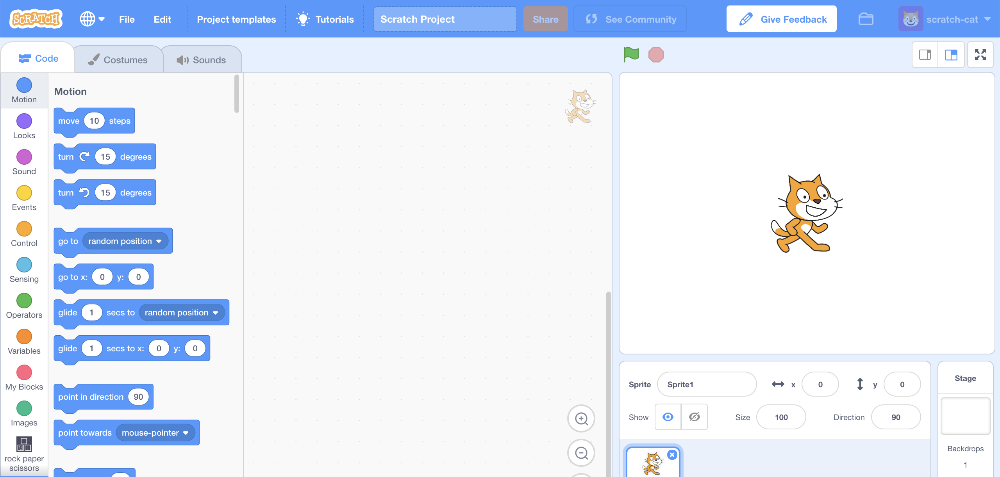 SCRATCH
File
Edit
Project templates
Tutorials
Scratch Project
Share
See Community
Give Feedback
scratch-cat
Code
Costumes
Sounds
Motion
Looks
Sound
Events
Control
Sensing
Operators
Variables
My Blocks
Images
rock paper
scissors
Motion
move 10 steps
turn 15 degrees
turn 15 degrees
go to random position
go to x: 0 y: 0
glide 1 secs to random position
glide 1 secs to x: 0 y: 0
point in direction 90
point towards mouse-pointer
Sprite Sprite1 x 0 y 0
Show Size 100 Direction 90
Stage
Backdrops
1